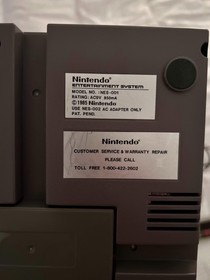 Nintendo
ENTERTAINMENT SYSTEM
MODEL NO. : NES-001
RATING: AC9V 850mA
©1985 Nintendo
USE NES-002 AC ADAPTER ONLY
PAT. PEND.
Nintendo
CUSTOMER SERVICE & WARRANTY REPAIR
PLEASE CALL
TOLL FREE 1-800-422-2602